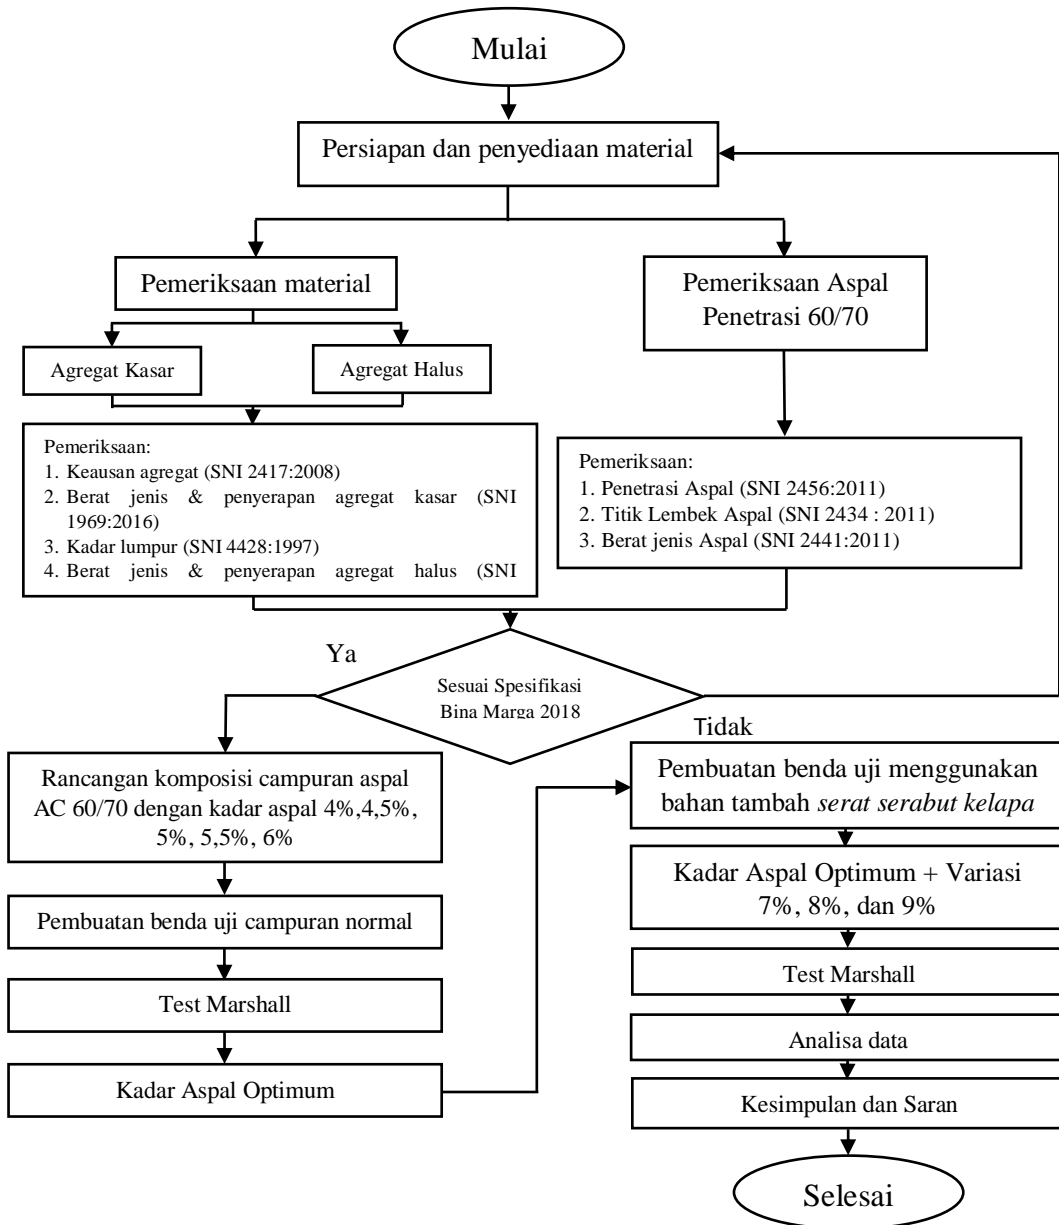 Mulai
Persiapan dan penyediaan material
Pemeriksaan material
Pemeriksaan Aspal
Penetrasi 60/70
Agregat Kasar
Agregat Halus
Pemeriksaan:
1. Keausan agregat (SNI 2417:2008)
2. Berat jenis & penyerapan agregat kasar (SNI
1969:2016)
3. Kadar lumpur (SNI 4428:1997)
4. Berat jenis & penyerapan agregat halus (SNI
Pemeriksaan:
1. Penetrasi Aspal (SNI 2456:2011)
2. Titik Lembek Aspal (SNI 2434 : 2011)
3. Berat jenis Aspal (SNI 2441:2011)
Ya
Sesuai Spesifikasi
Bina Marga 2018
Tidak
Rancangan komposisi campuran aspal
AC 60/70 dengan kadar aspal 4%,4,5%,
5%, 5,5%, 6%
Pembuatan benda uji campuran normal
Test Marshall
Kadar Aspal Optimum
Pembuatan benda uji menggunakan
bahan tambah serat serabut kelapa
Kadar Aspal Optimum + Variasi
7%, 8%, dan 9%
Test Marshall
Analisa data
Kesimpulan dan Saran
Selesai